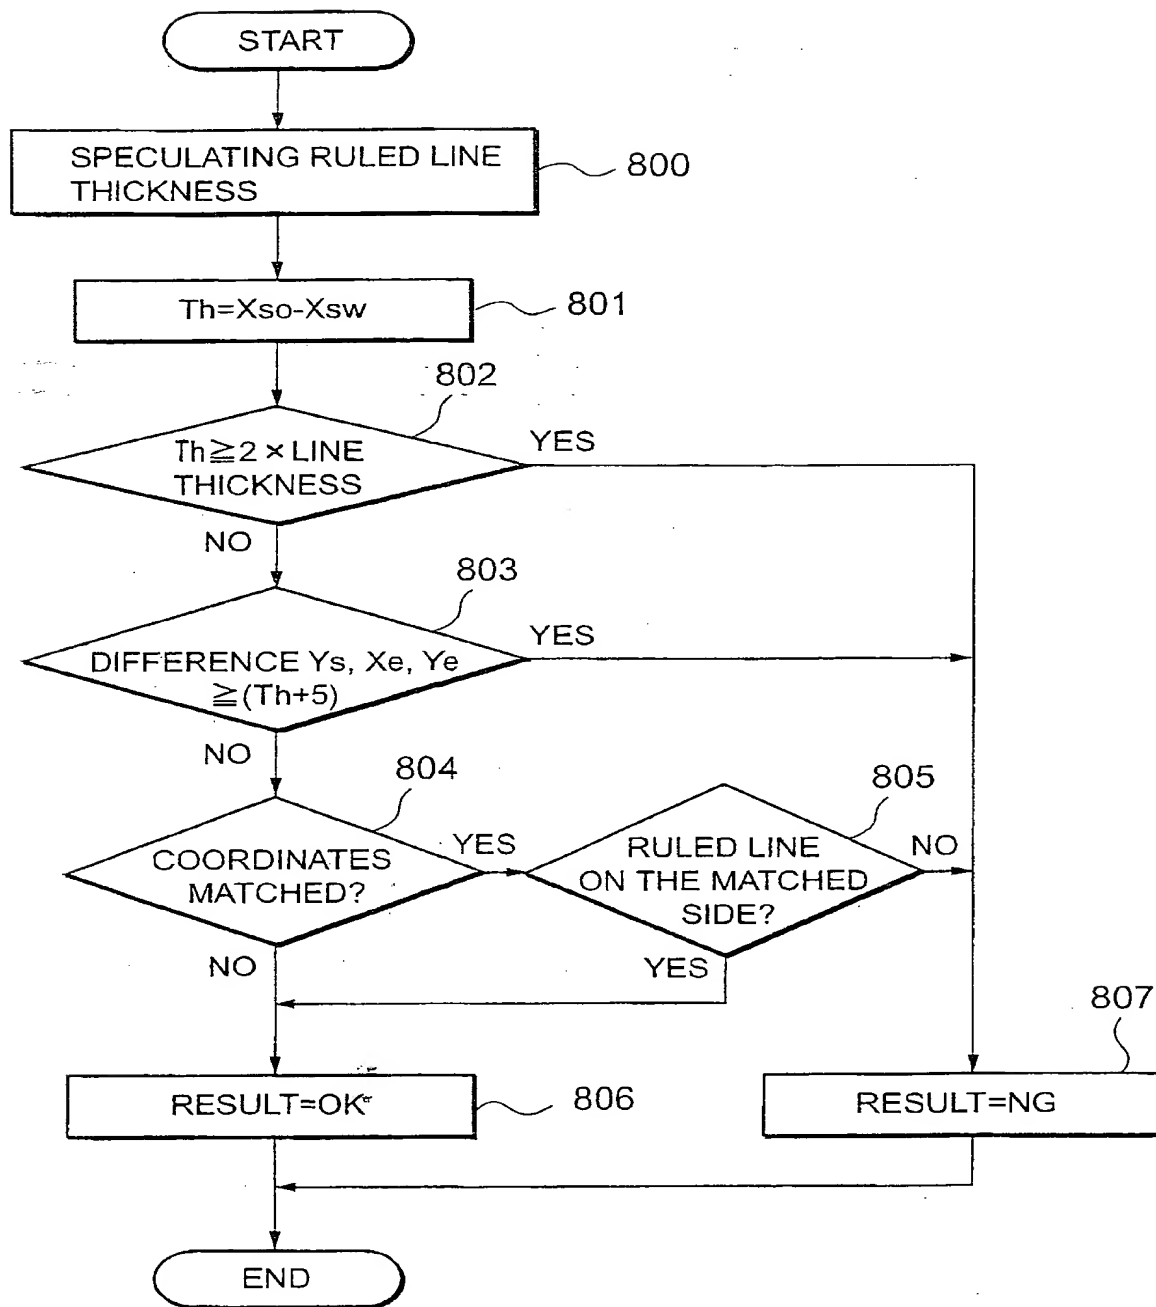 START
SPECULATING RULED LINE
THICKNESS
800
Th=Xso-Xsw
801
802
Th≧2 × LINE
THICKNESS
YES
NO
803
DIFFERENCE Ys, Xe, Ye
≧(Th+5)
YES
NO
804
COORDINATES
MATCHED?
YES
NO
805
RULED LINE
ON THE MATCHED
SIDE?
NO
YES
RESULT=OK
806
807
RESULT=NG
END